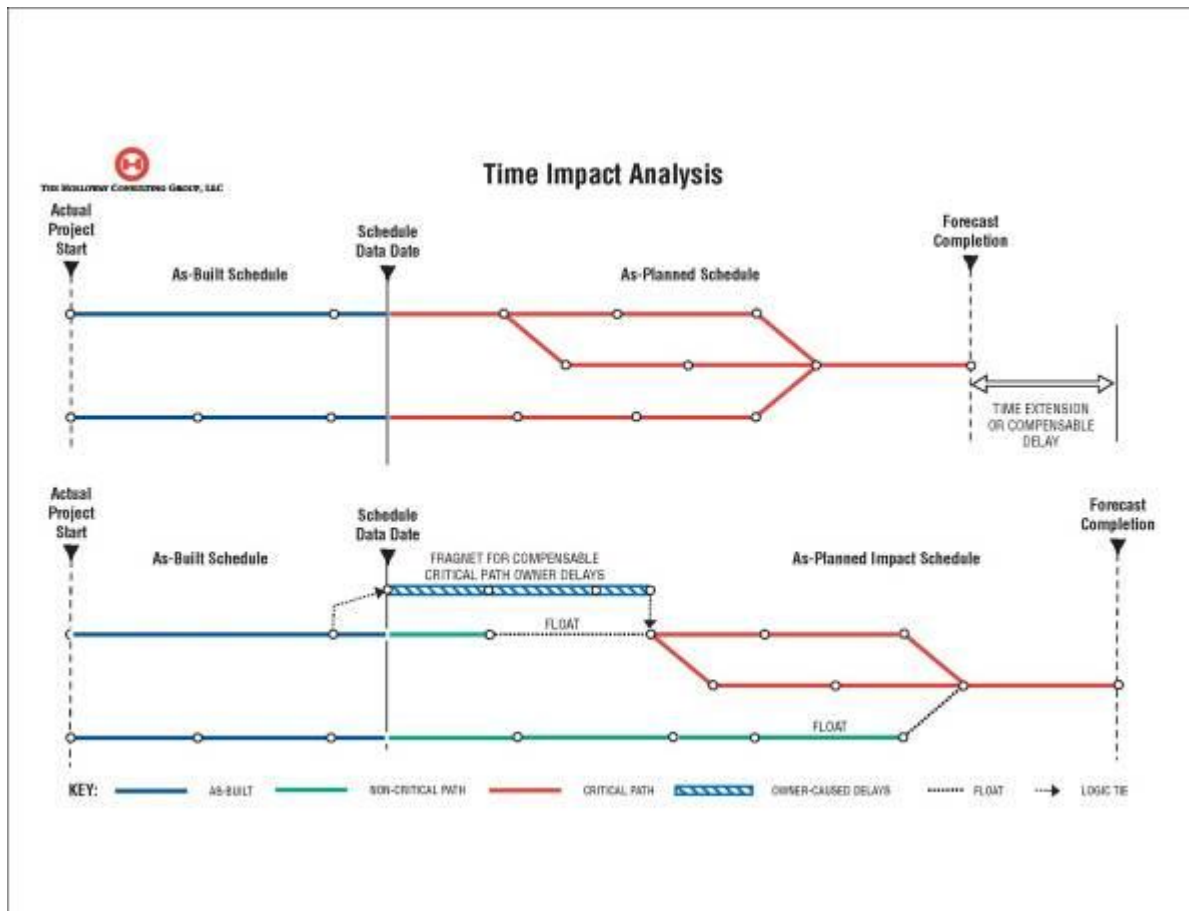 THE HOLLOWAY CONSULTING GROUP, LLC
Time Impact Analysis
Actual
Project
Start
Schedule
Data Date
Forecast
Completion
As-Built Schedule
As-Planned Schedule
TIME EXTENSION
OR COMPENSABLE
DELAY
Actual
Project
Start
Schedule
Data Date
Forecast
Completion
As-Built Schedule
FRAGNET FOR COMPENSABLE
CRITICAL PATH OWNER DELAYS
As-Planned Impact Schedule
FLOAT
FLOAT
KEY: AS-BUILT NON-CRITICAL PATH CRITICAL PATH OWNER-CAUSED DELAYS FLOAT LOGIC TIE